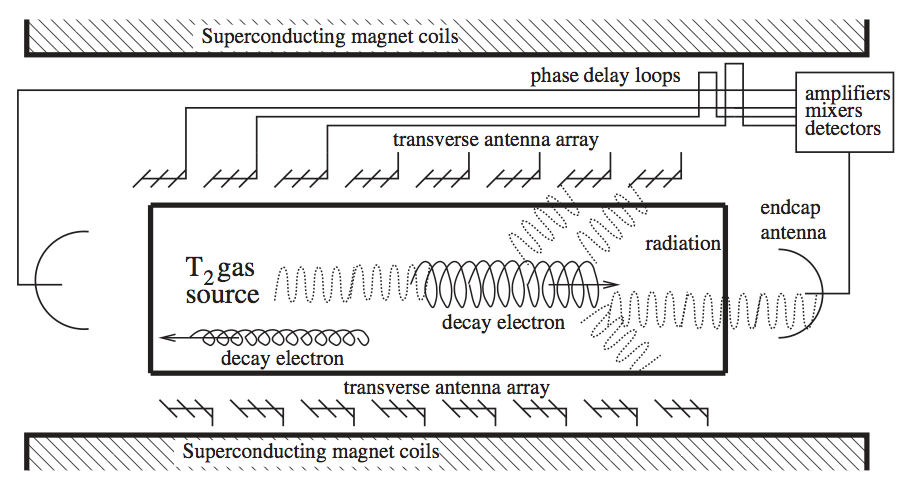 Superconducting magnet coils
phase delay loops
amplifiers
mixers
detectors
transverse antenna array
endcap
antenna
radiation
T₂ gas
source
decay electron
decay electron
transverse antenna array
Superconducting magnet coils